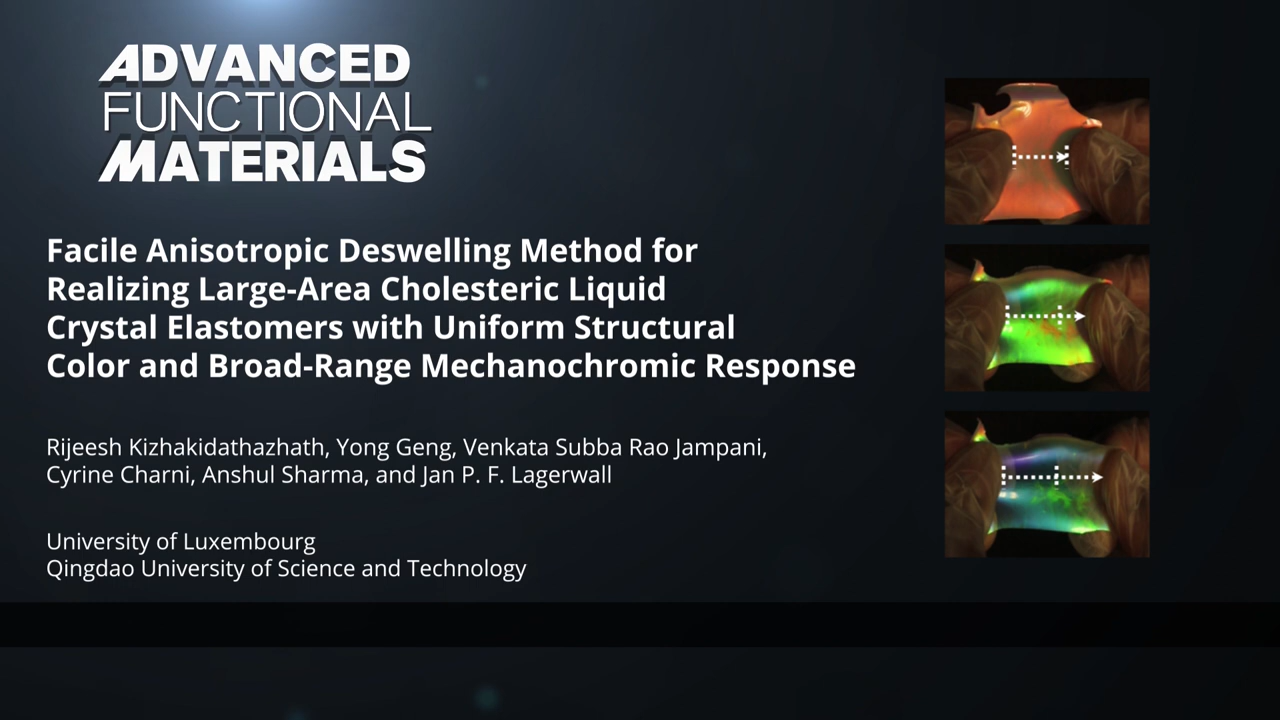 ADVANCED
FUNCTIONAL
MATERIALS
Facile Anisotropic Deswelling Method for
Realizing Large-Area Cholesteric Liquid
Crystal Elastomers with Uniform Structural
Color and Broad-Range Mechanochromic Response
Rijeesh Kizhakidathazhath, Yong Geng, Venkata Subba Rao Jampani,
Cyrine Charni, Anshul Sharma, and Jan P. F. Lagerwall
University of Luxembourg
Qingdao University of Science and Technology